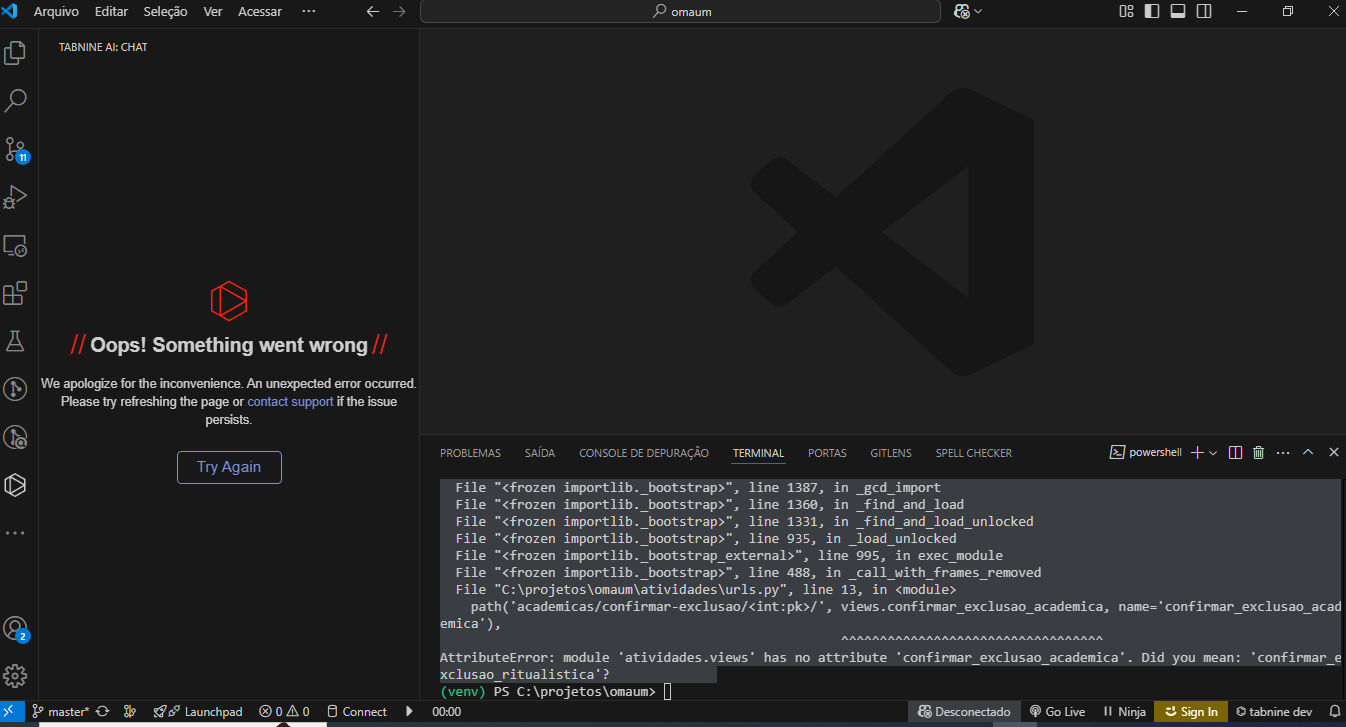 Arquivo Editar Seleção Ver Acessar ··· omaum
TABNINE AI: CHAT
11
// Oops! Something went wrong //
We apologize for the inconvenience. An unexpected error occurred.
Please try refreshing the page or contact support if the issue
persists.
Try Again
2
PROBLEMAS SAÍDA CONSOLE DE DEPURAÇÃO TERMINAL PORTAS GITLENS SPELL CHECKER powershell
File "<frozen importlib._bootstrap>", line 1387, in _gcd_import
File "<frozen importlib._bootstrap>", line 1360, in _find_and_load
File "<frozen importlib._bootstrap>", line 1331, in _find_and_load_unlocked
File "<frozen importlib._bootstrap>", line 935, in _load_unlocked
File "<frozen importlib._bootstrap_external>", line 995, in exec_module
File "<frozen importlib._bootstrap>", line 488, in _call_with_frames_removed
File "C:\projetos\omaum\atividades\urls.py", line 13, in <module>
path('academicas/confirmar-exclusao/<int:pk>/', views.confirmar_exclusao_academica, name='confirmar_exclusao_acad
emica'),
^^^^^^^^^^^^^^^^^^^^^^^^^^^^^^^^^^
AttributeError: module 'atividades.views' has no attribute 'confirmar_exclusao_academica'. Did you mean: 'confirmar_e
xclusao_ritualistica'?
(venv) PS C:\projetos\omaum>
master* Launchpad 0 0 Connect 00:00 Desconectado Go Live Ninja Sign In tabnine dev